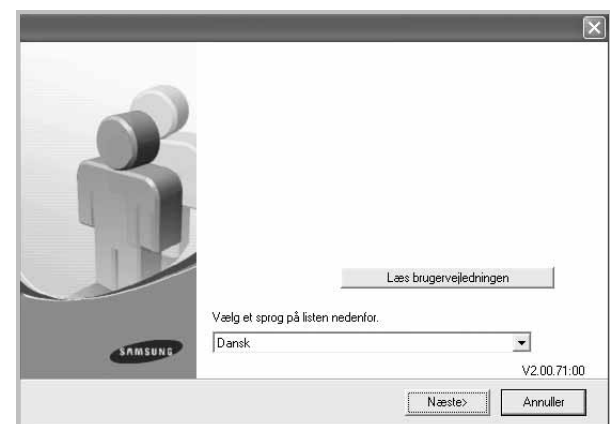 Læs brugervejledningen
Vælg et sprog på listen nedenfor.
Dansk
SAMSUNG
V2.00.71:00
Næste>
Annuller